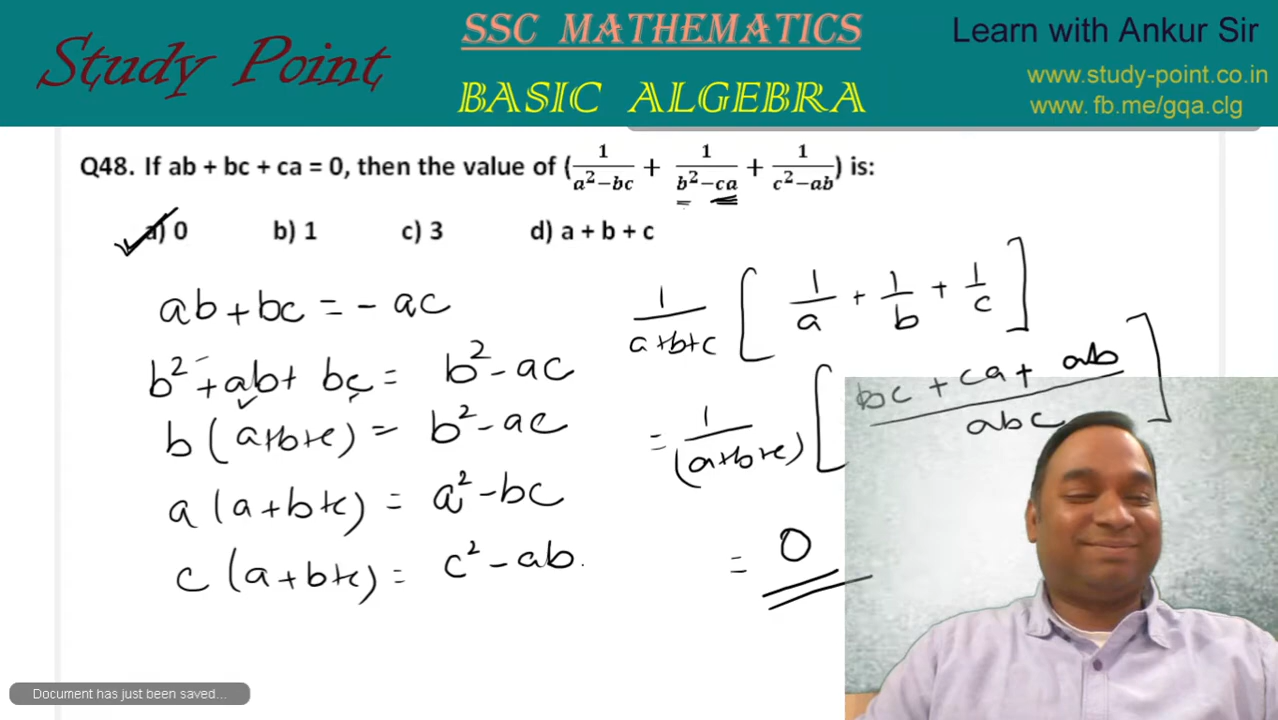 Study Point
SSC MATHEMATICS
BASIC ALGEBRA
Learn with Ankur Sir
www.study-point.co.in
www.fb.me/gqa.clg
Q48. If ab + bc + ca = 0, then the value of (1/(a²−bc) + 1/(b²−ca) + 1/(c²−ab)) is:
a) 0 b) 1 c) 3 d) a + b + c
ab + bc = - ac
b² + ab + bc = b² - ac
b (a+b+c) = b² - ac
a (a+b+c) = a² - bc
c (a+b+c) = c² - ab.
1/(a+b+c) [1/a + 1/b + 1/c]
= 1/(a+b+c) [(bc + ca + ab)/abc]
= 0
Document has just been saved...